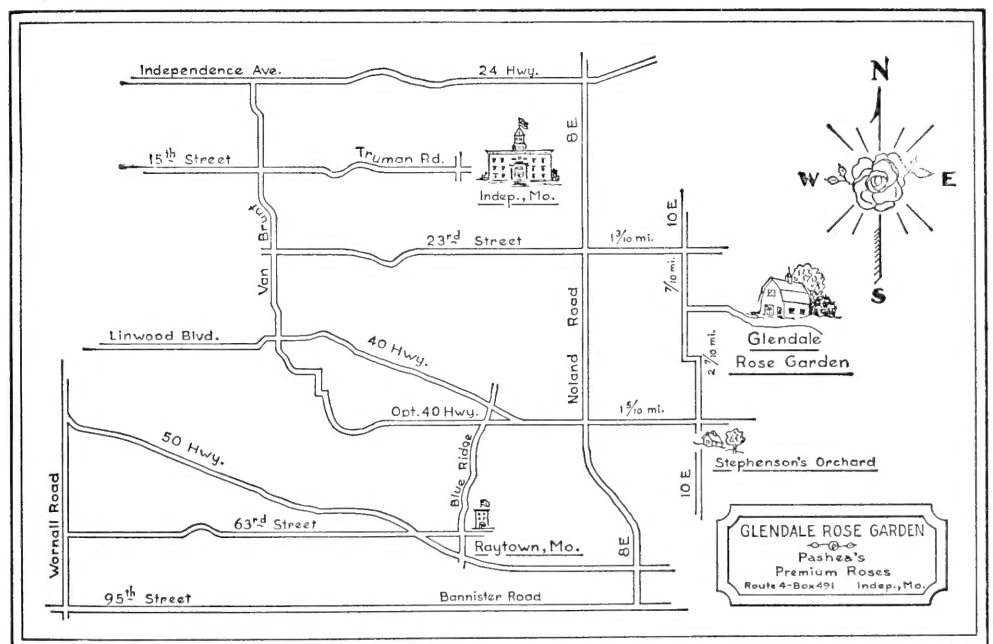 Independence Ave.
24 Hwy.
8 E
N
W
E
S
15th Street
Truman Rd.
Indep., Mo.
Van Brunt
10 E
23rd Street
1 3/10 mi.
7/10 mi.
Noland Road
Glendale
Rose Garden
Linwood Blvd.
40 Hwy.
2 7/10 mi.
Opt. 40 Hwy.
1 5/10 mi.
Stephenson's Orchard
50 Hwy.
Blue Ridge
10 E
Wornall Road
63rd Street
Raytown, Mo.
8 E
95th Street
Bannister Road
GLENDALE ROSE GARDEN
Pashea's
Premium Roses
Route 4-Box 491 Indep., Mo.